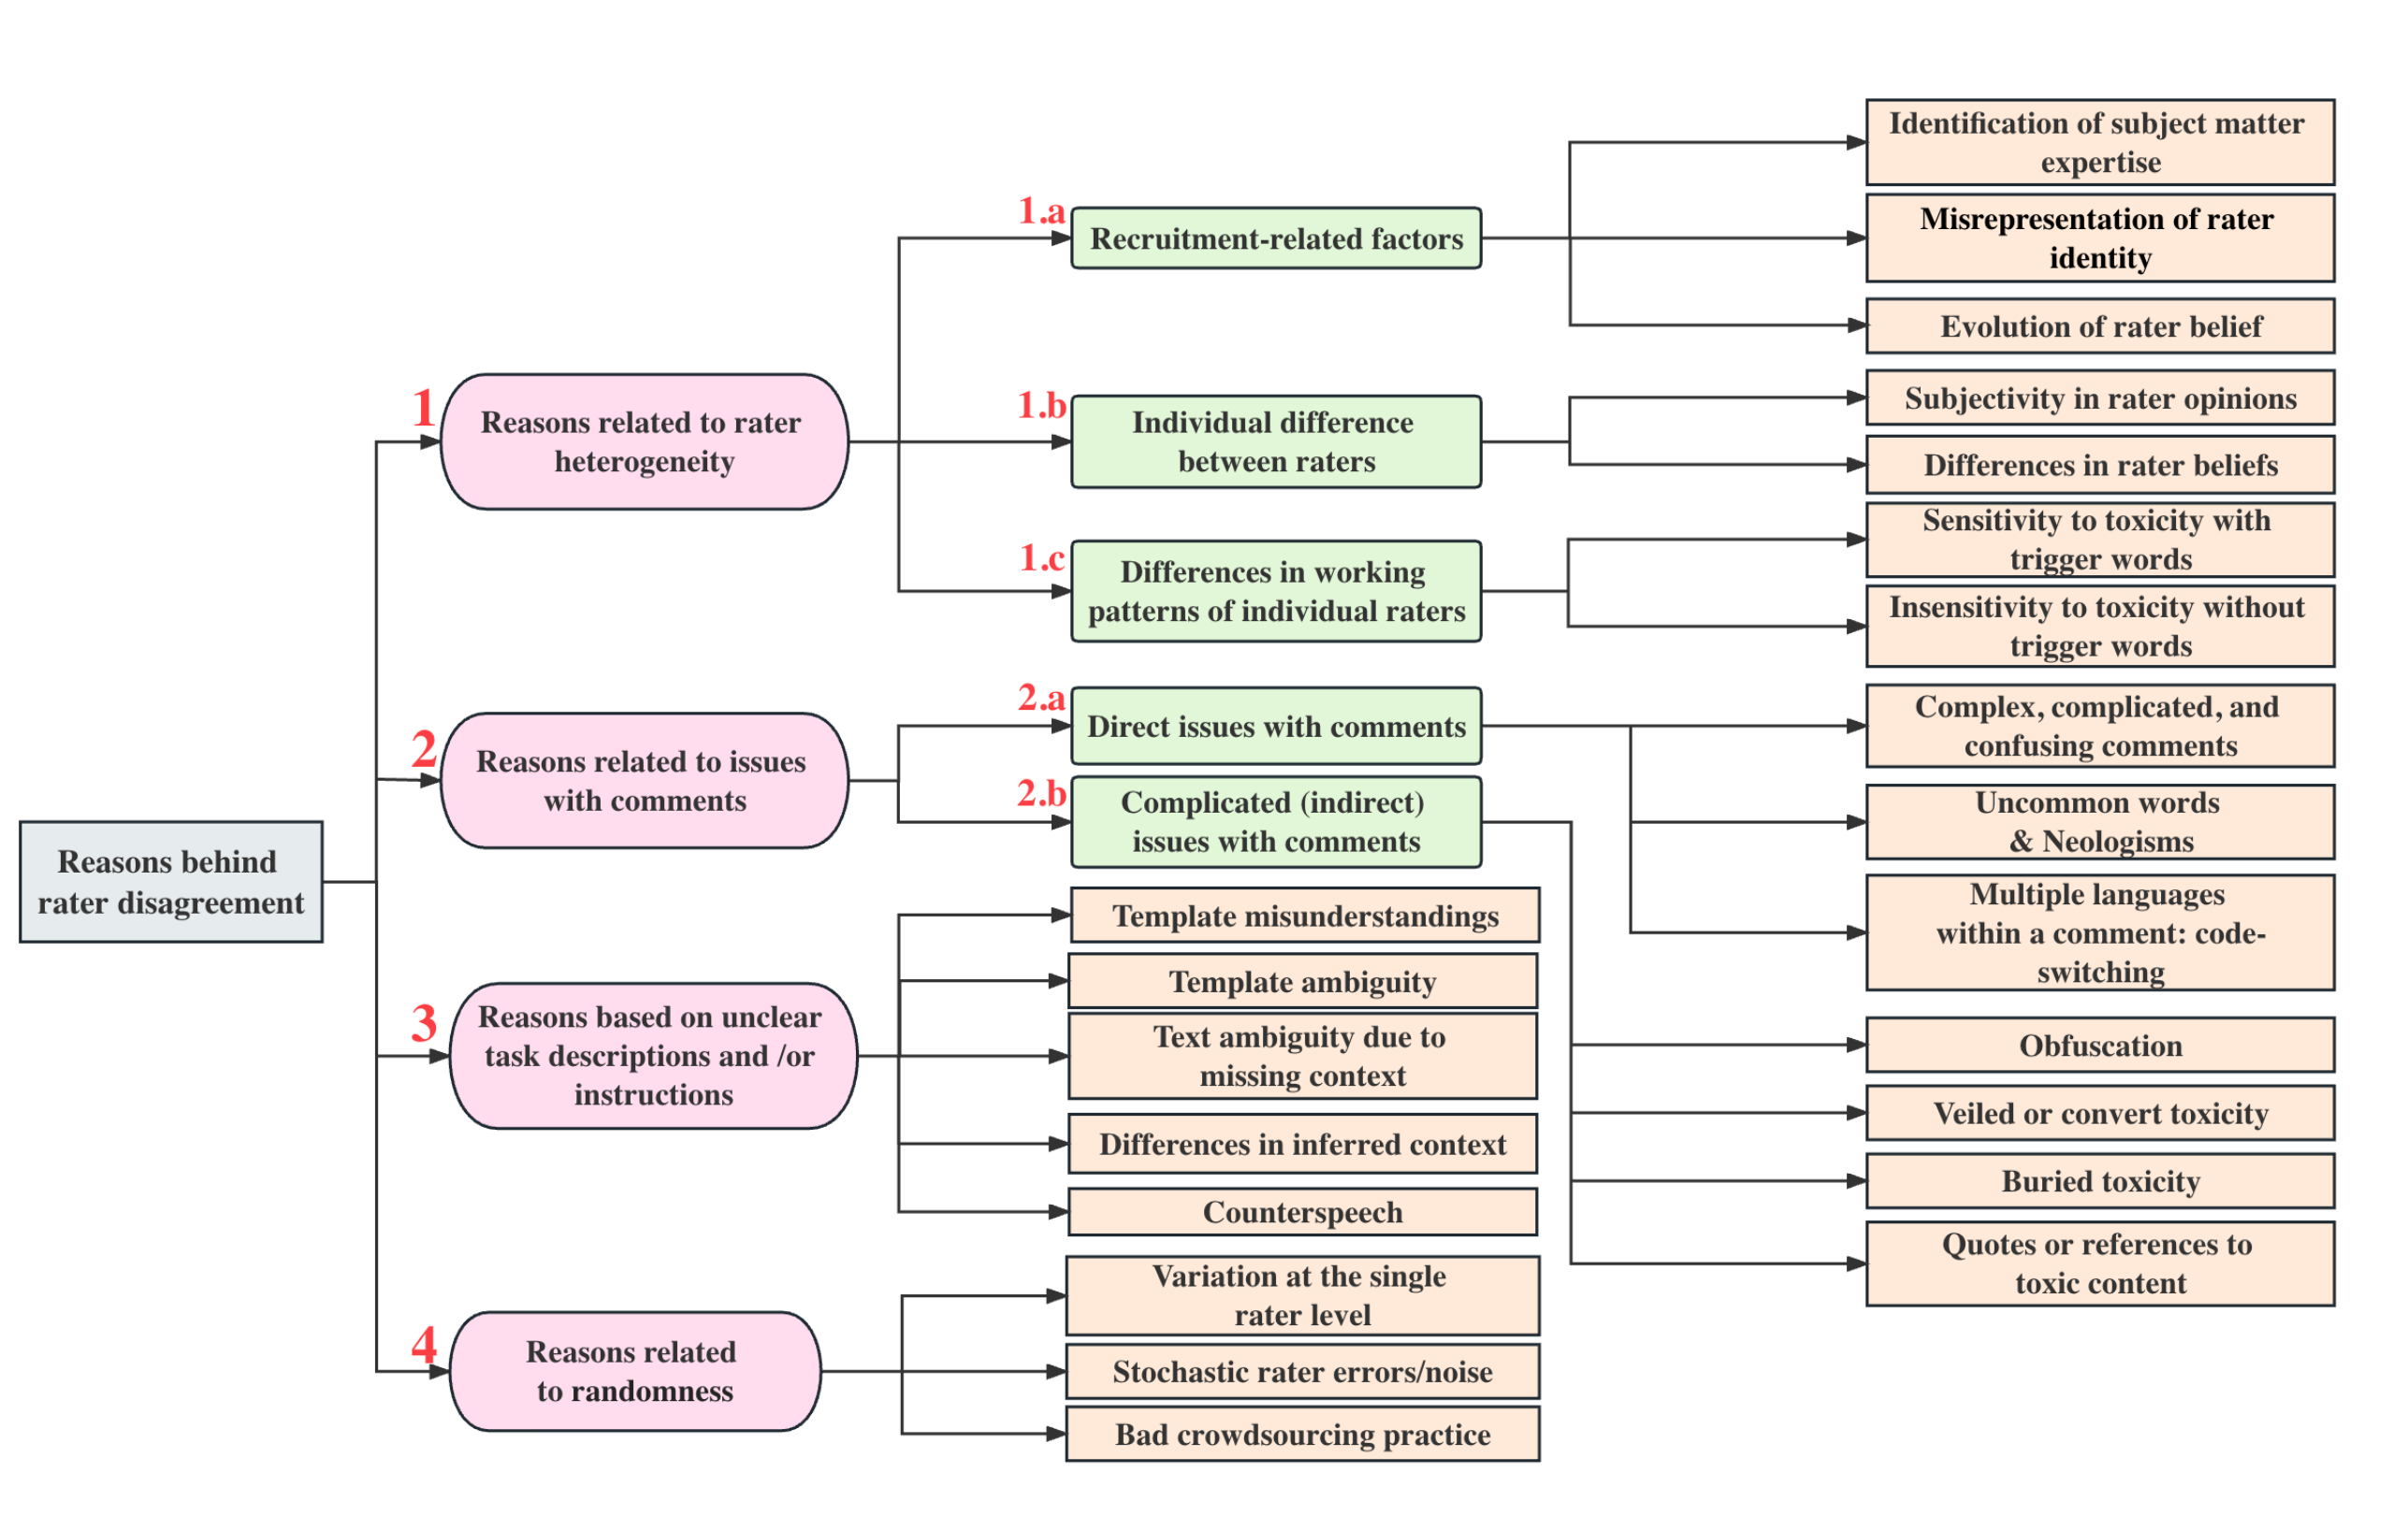 Reasons behind
rater disagreement
1
Reasons related to rater
heterogeneity
1.a
Recruitment-related factors
Identification of subject matter
expertise
Misrepresentation of rater
identity
Evolution of rater belief
1.b
Individual difference
between raters
Subjectivity in rater opinions
Differences in rater beliefs
1.c
Differences in working
patterns of individual raters
Sensitivity to toxicity with
trigger words
Insensitivity to toxicity without
trigger words
2
Reasons related to issues
with comments
2.a
Direct issues with comments
Complex, complicated, and
confusing comments
Uncommon words
& Neologisms
Multiple languages
within a comment: code-
switching
2.b
Complicated (indirect)
issues with comments
Obfuscation
Veiled or convert toxicity
Buried toxicity
Quotes or references to
toxic content
3
Reasons based on unclear
task descriptions and /or
instructions
Template misunderstandings
Template ambiguity
Text ambiguity due to
missing context
Differences in inferred context
Counterspeech
4
Reasons related
to randomness
Variation at the single
rater level
Stochastic rater errors/noise
Bad crowdsourcing practice